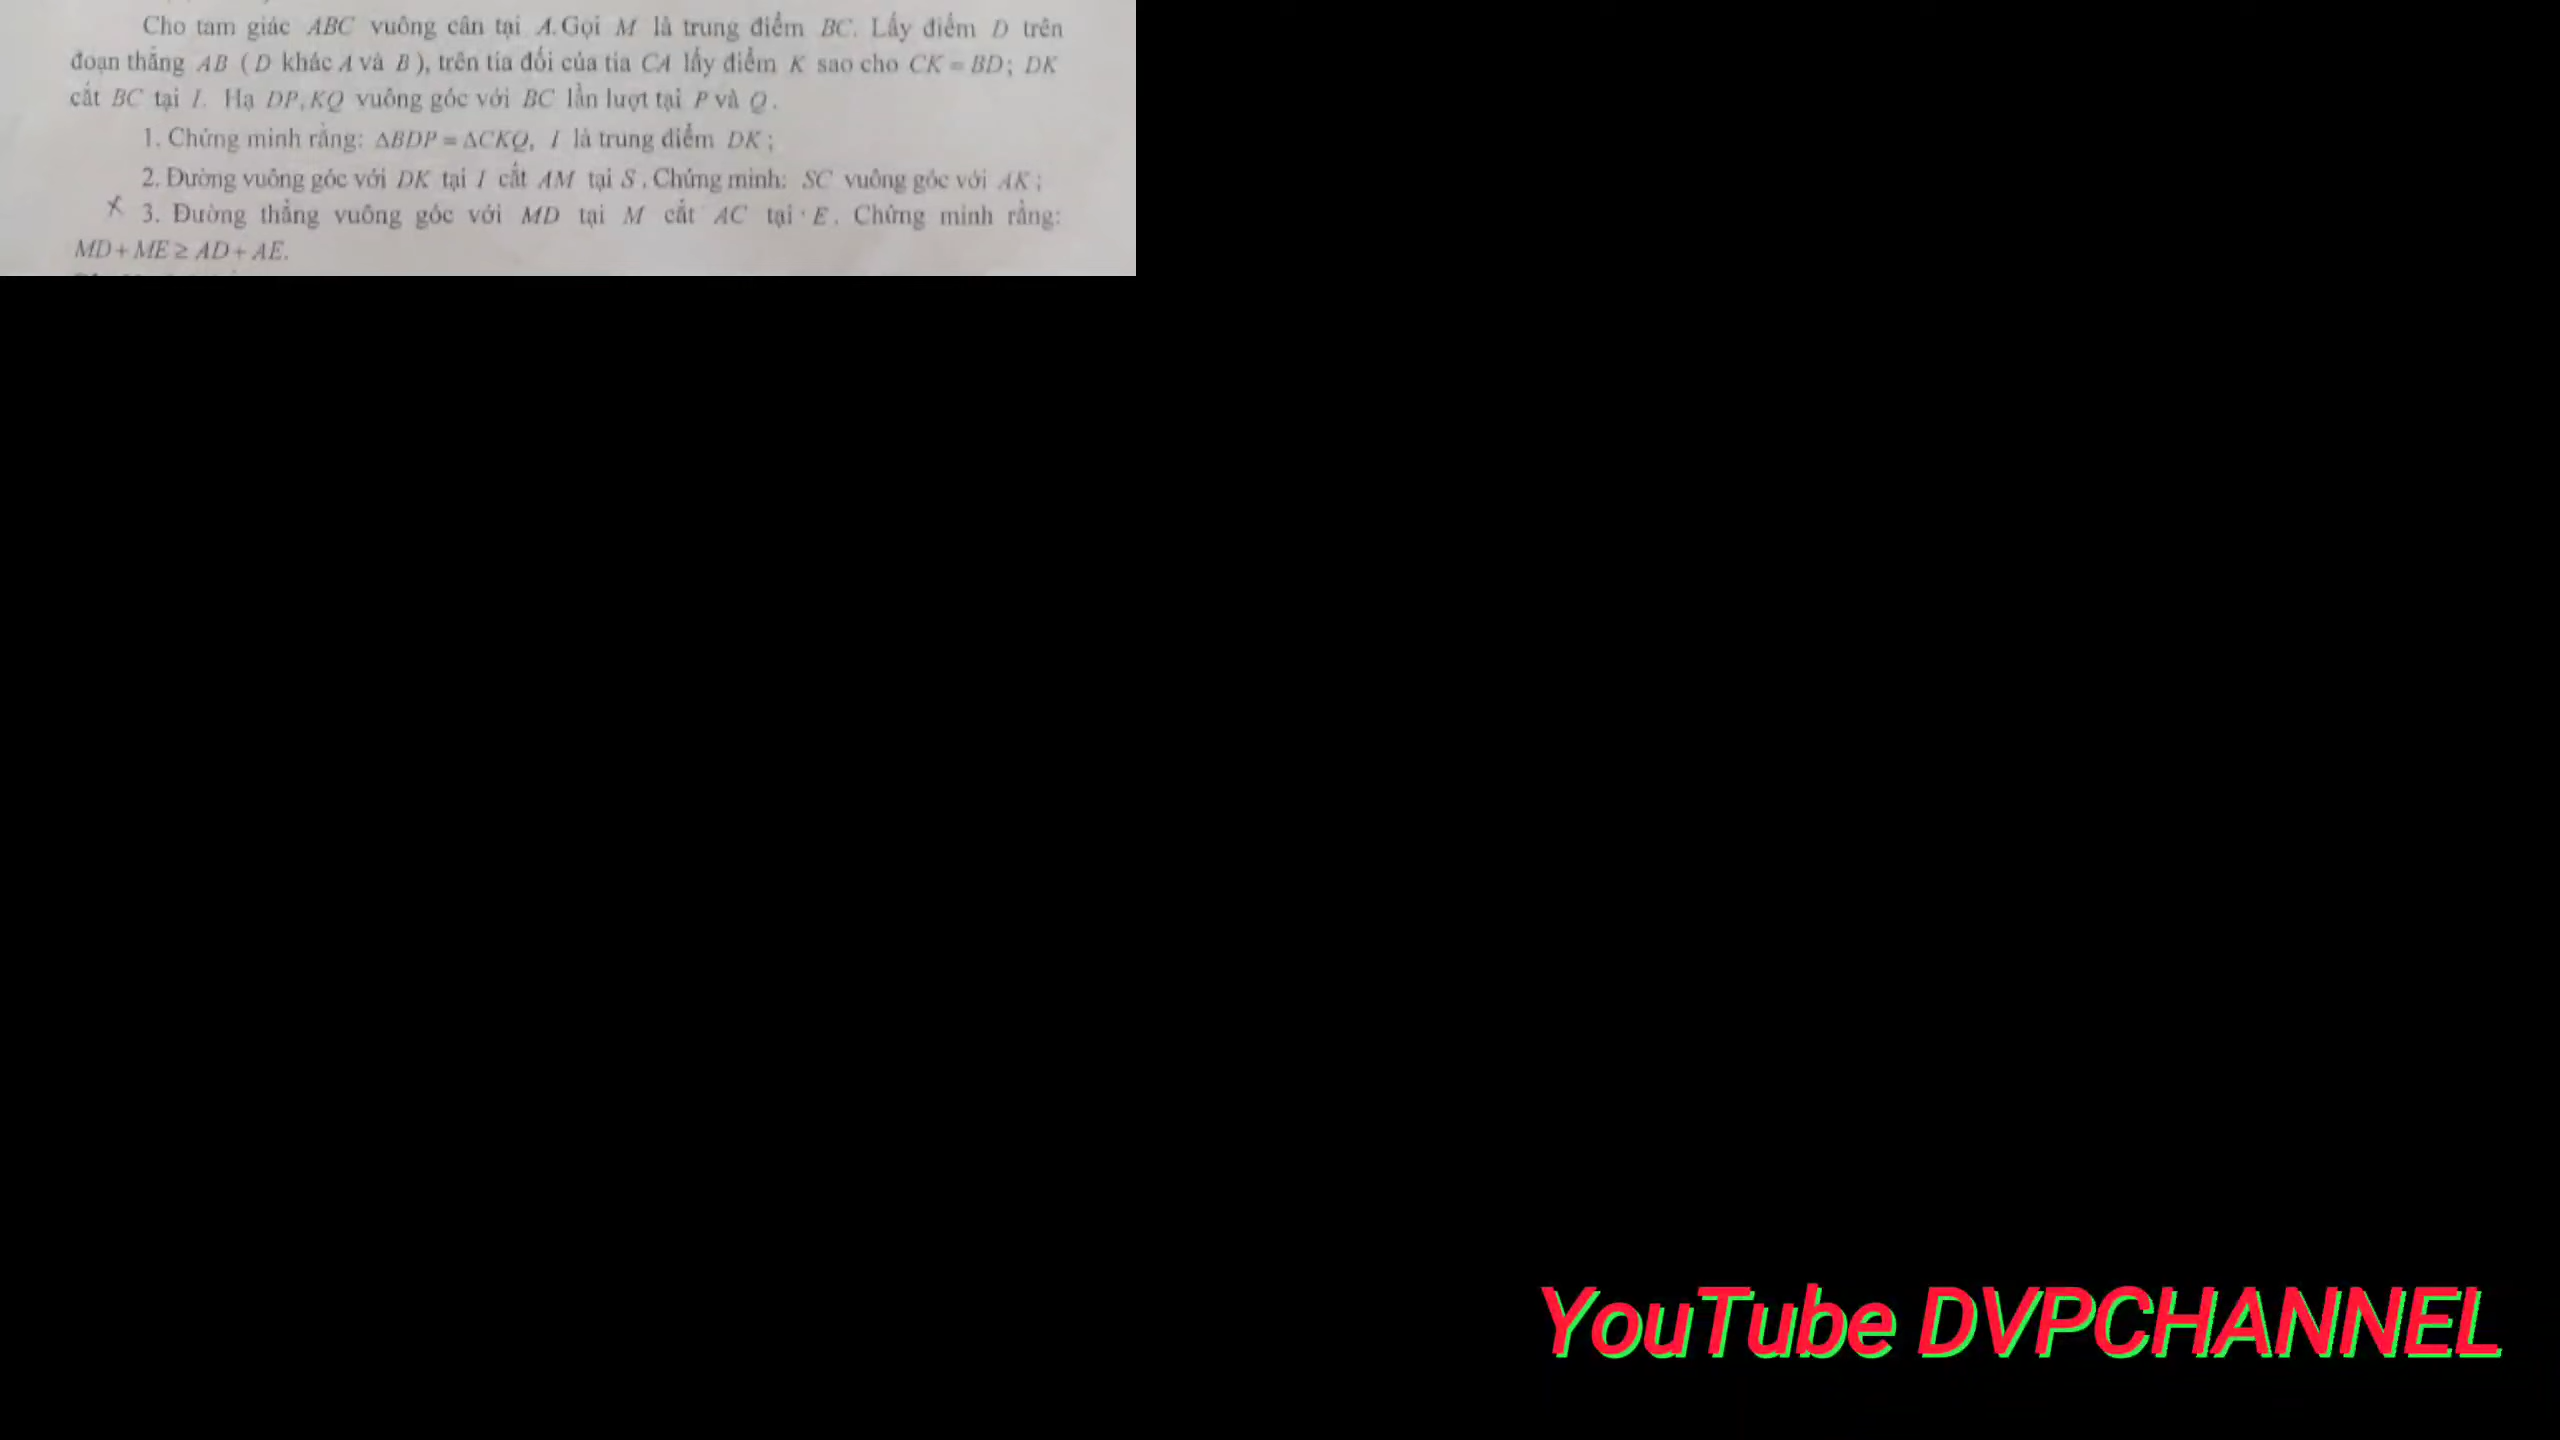 Cho tam giác ABC vuông cân tại A. Gọi M là trung điểm BC. Lấy điểm D trên
đoạn thẳng AB ( D khác A và B ), trên tia đối của tia CA lấy điểm K sao cho CK = BD; DK
cắt BC tại I. Hạ DP, KQ vuông góc với BC lần lượt tại P và Q.
1. Chứng minh rằng: ΔBDP = ΔCKQ, I là trung điểm DK;
2. Đường vuông góc với DK tại I cắt AM tại S. Chứng minh: SC vuông góc với AK;
x 3. Đường thẳng vuông góc với MD tại M cắt AC tại E. Chứng minh rằng:
MD + ME ≥ AD + AE.
YouTube DVPCHANNEL